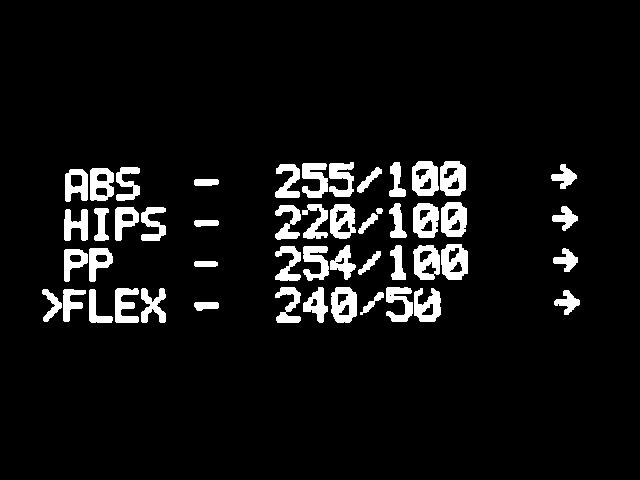 ABS - 255/100 →
HIPS - 220/100 →
PP - 254/100 →
>FLEX - 240/50 →